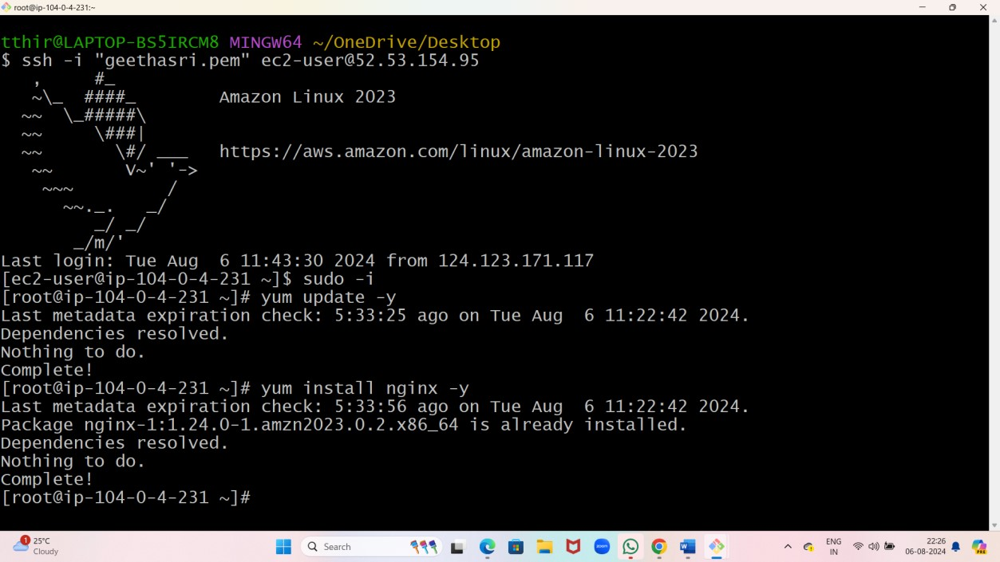 root@ip-104-0-4-231:~
tthir@LAPTOP-BS5IRCM8 MINGW64 ~/OneDrive/Desktop
$ ssh -i "geethasri.pem" ec2-user@52.53.154.95
   ,     #_
   ~\_  ####_        Amazon Linux 2023
  ~~  \_#####\
  ~~     \###|
  ~~       \#/ ___   https://aws.amazon.com/linux/amazon-linux-2023
   ~~       V~' '->
    ~~~         /
      ~~._.   _/
         _/ _/
       _/m/'
Last login: Tue Aug  6 11:43:30 2024 from 124.123.171.117
[ec2-user@ip-104-0-4-231 ~]$ sudo -i
[root@ip-104-0-4-231 ~]# yum update -y
Last metadata expiration check: 5:33:25 ago on Tue Aug  6 11:22:42 2024.
Dependencies resolved.
Nothing to do.
Complete!
[root@ip-104-0-4-231 ~]# yum install nginx -y
Last metadata expiration check: 5:33:56 ago on Tue Aug  6 11:22:42 2024.
Package nginx-1:1.24.0-1.amzn2023.0.2.x86_64 is already installed.
Dependencies resolved.
Nothing to do.
Complete!
[root@ip-104-0-4-231 ~]#
1
25°C
Cloudy
Search
zoom
W
PRE
ENG
IN
22:26
06-08-2024
PRE